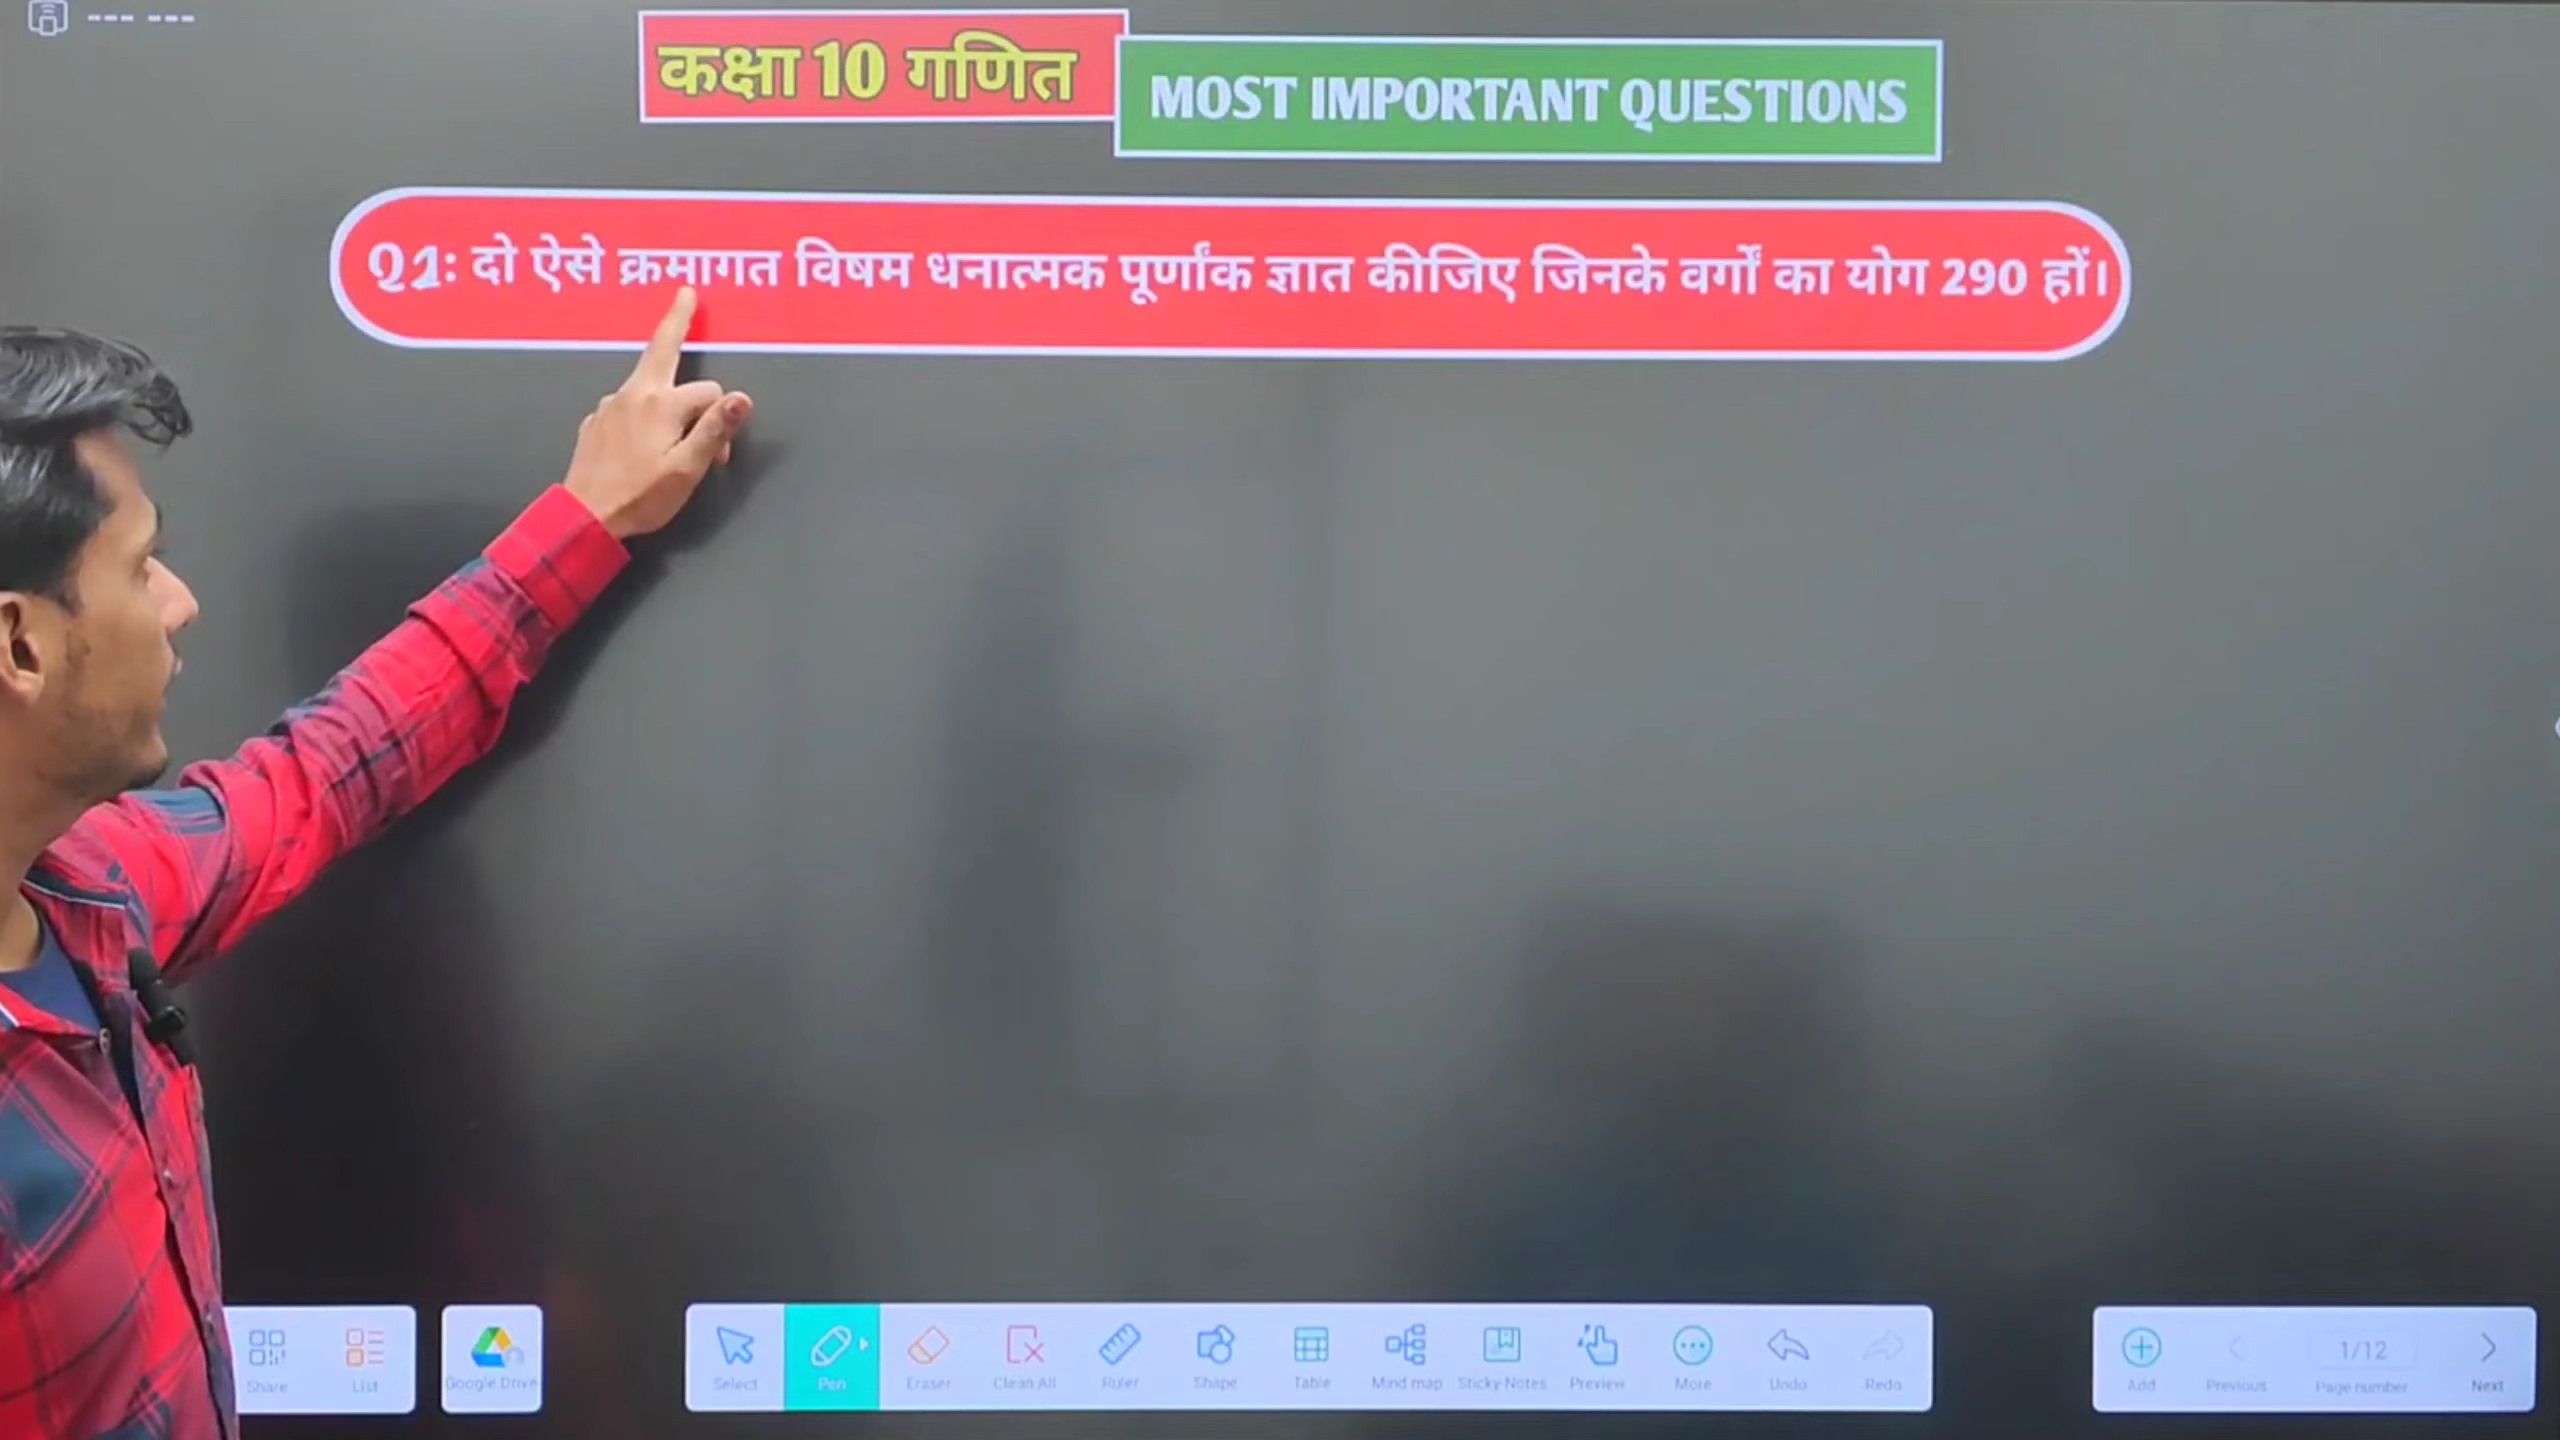 कक्षा 10 गणित
MOST IMPORTANT QUESTIONS
Q1: दो ऐसे क्रमागत विषम धनात्मक पूर्णांक ज्ञात कीजिए जिनके वर्गों का योग 290 हों।
Share
List
Google Drive
Select
Pen
Eraser
Clean All
Ruler
Shape
Table
Mind map
Sticky Notes
Preview
More
Undo
Redo
Add
Previous
1/12
Page number
Next